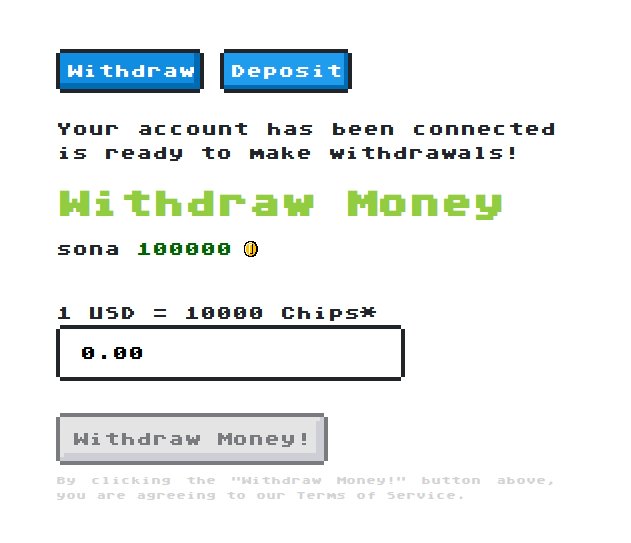 Withdraw Deposit
Your account has been connected
is ready to make withdrawals!
Withdraw Money
sona 100000
1 USD = 10000 Chips*
0.00
Withdraw Money!
By clicking the "Withdraw Money!" button above,
you are agreeing to our Terms of Service.